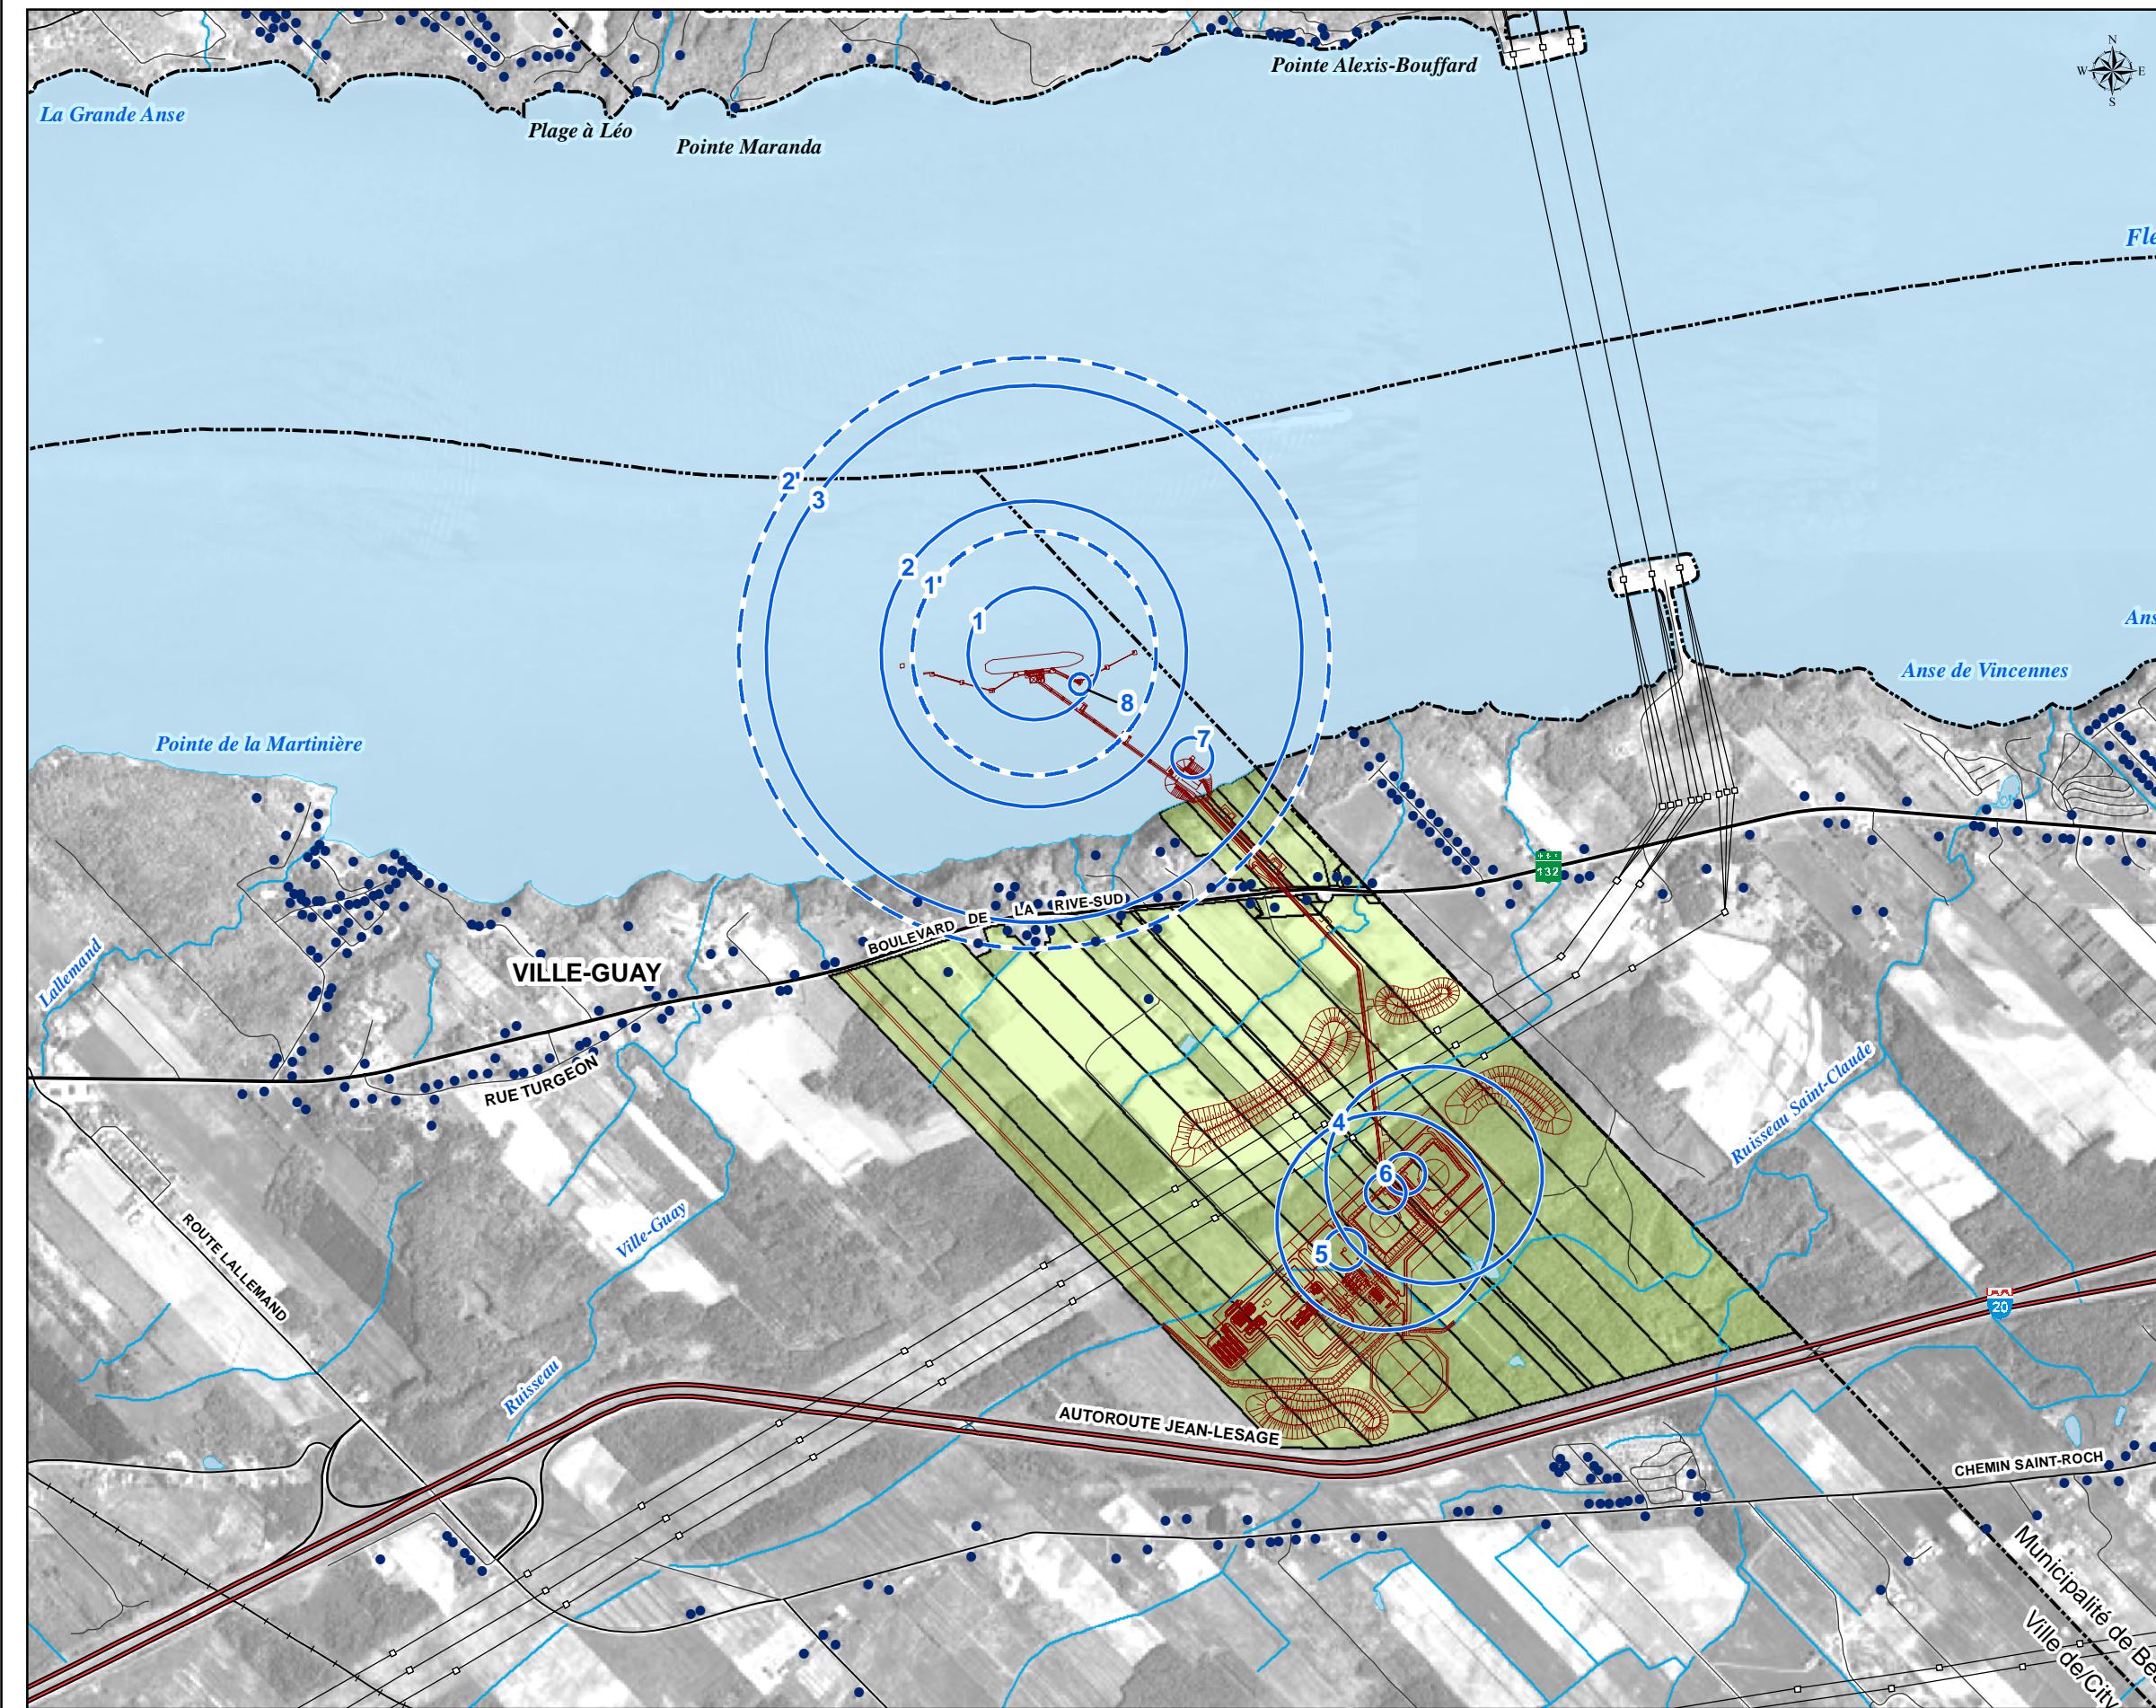 N
W E
S
Pointe Alexis-Bouffard
La Grande Anse
Plage à Léo
Pointe Maranda
2'
3
2
1'
1
8
7
Anse de Vincennes
Pointe de la Martinière
132
BOULEVARD DE LA RIVE-SUD
VILLE-GUAY
Lallemand
RUE TURGEON
Ruisseau Saint-Claude
4
6
5
Ville-Guay
ROUTE LALLEMAND
20
Ruisseau
AUTOROUTE JEAN-LESAGE
CHEMIN SAINT-ROCH
Municipalité de Be
Ville de/City